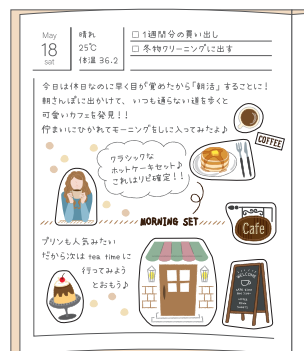 May
18
sat
晴れ
25℃
体温 36.2
□ 1週間分の買い出し
□ 冬物クリーニングに出す
今日は休日なのに早く目が覚めたから「朝活」することに!
朝さんぽに出かけて、いつも通らない道を歩くと
可愛いカフェを発見!!
佇まいにひかれてモーニングをしに入ってみたよ♪
COFFEE
クラシックな
ホットケーキセット♪
これはリピ確定!!
MORNING SET
Cafe
プリンも人気みたい
だから次は tea time に
行ってみよう
とおもう♪
WELCOME